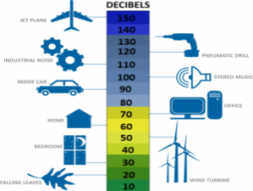 DECIBELS
150
JET PLANE
140
130
120
PNEUMATIC DRILL
INDUSTRIAL NOISE
110
100
STEREO MUSIC
INSIDE CAR
90
80
OFFICE
70
HOME
60
50
BEDROOM
40
30
20
WIND TURBINE
FALLING LEAVES
10